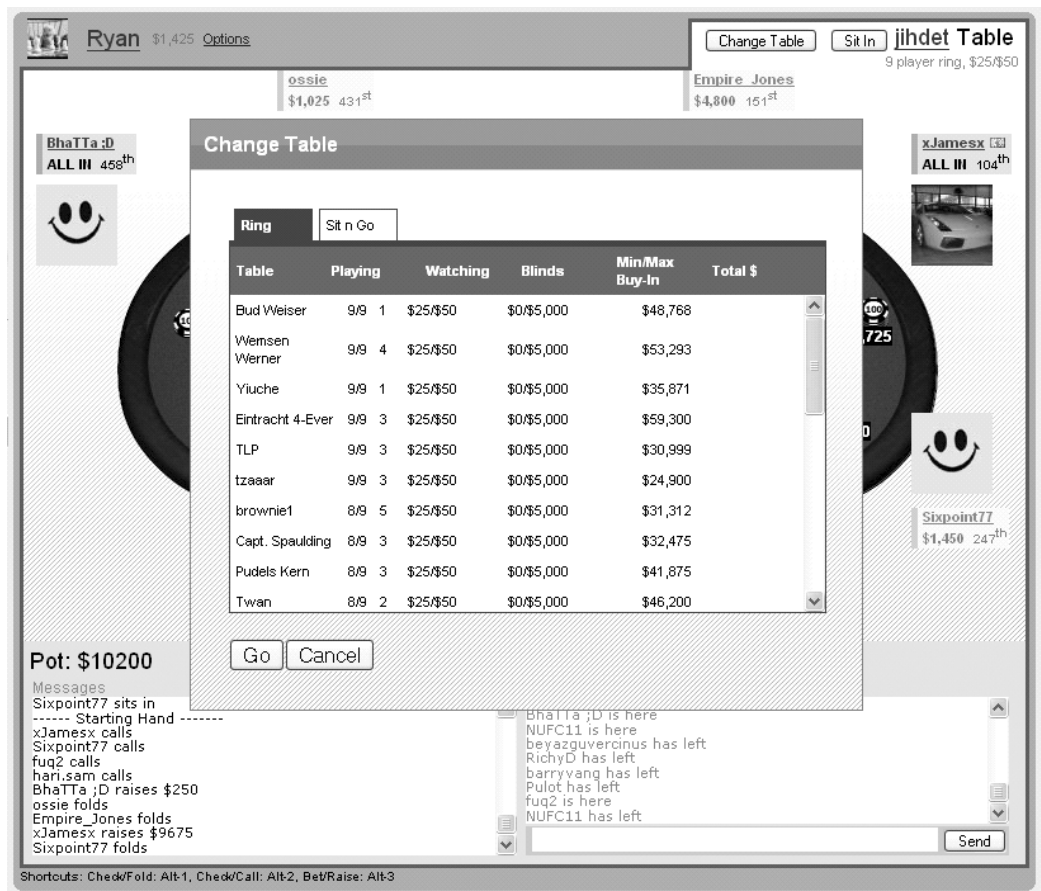 Ryan $1,425 Options
Change Table Sit In jihdet Table
9 player ring, $25/$50
ossie
$1,025 431st
Empire_Jones
$4,800 151st
BhaTTa ;D
ALL IN 458th
xJamesx
ALL IN 104th
Change Table
Ring Sit n Go
Table Playing Watching Blinds Min/Max Buy-In Total $
Bud Weiser 9/9 1 $25/$50 $0/$5,000 $48,768
Wemsen Werner 9/9 4 $25/$50 $0/$5,000 $53,293
Yiuche 9/9 1 $25/$50 $0/$5,000 $35,871
Eintracht 4-Ever 9/9 3 $25/$50 $0/$5,000 $59,300
TLP 9/9 3 $25/$50 $0/$5,000 $30,999
tzaaar 9/9 3 $25/$50 $0/$5,000 $24,900
brownie1 8/9 5 $25/$50 $0/$5,000 $31,312
Capt. Spaulding 8/9 3 $25/$50 $0/$5,000 $32,475
Pudels Kern 8/9 3 $25/$50 $0/$5,000 $41,875
Twan 8/9 2 $25/$50 $0/$5,000 $46,200
Go Cancel
100
,725
Sixpoint77
$1,450 247th
Pot: $10200
Messages
Sixpoint77 sits in
------ Starting Hand -------
xJamesx calls
Sixpoint77 calls
fuq2 calls
hari.sam calls
BhaTTa ;D raises $250
ossie folds
Empire_Jones folds
xJamesx raises $9675
Sixpoint77 folds
BhaTTa ;D is here
NUFC11 is here
beyazguvercinus has left
RichyD has left
barryvang has left
Pulot has left
fuq2 is here
NUFC11 has left
Send
Shortcuts: Check/Fold: Alt-1, Check/Call: Alt-2, Bet/Raise: Alt-3